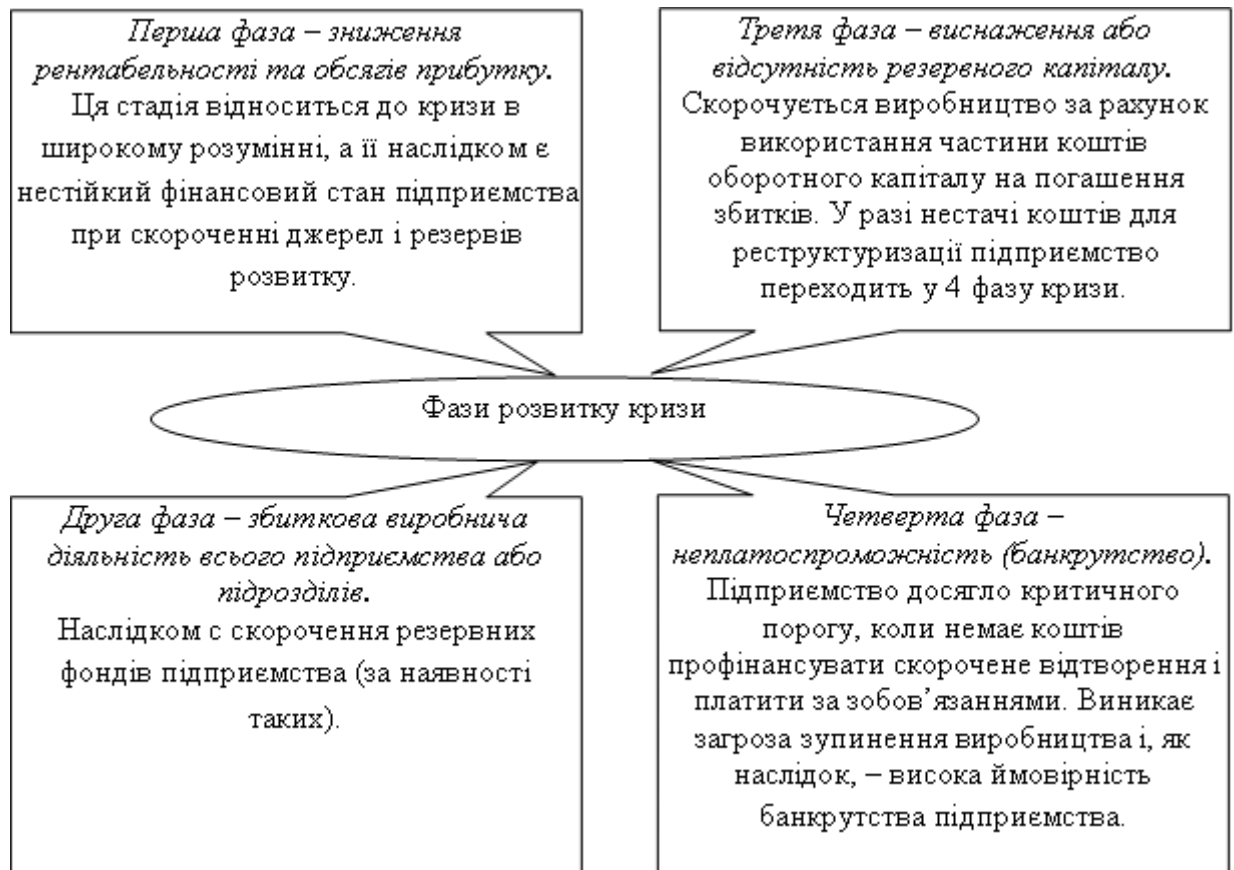 Перша фаза – зниження
рентабельності та обсягів прибутку.
Ця стадія відноситься до кризи в
широкому розумінні, а її наслідком є
нестійкий фінансовий стан підприємства
при скороченні джерел і резервів
розвитку.
Третя фаза – виснаження або
відсутність резервного капіталу.
Скорочується виробництво за рахунок
використання частини коштів
оборотного капіталу на погашення
збитків. У разі нестачі коштів для
реструктуризації підприємство
переходить у 4 фазу кризи.
Фази розвитку кризи
Друга фаза – збиткова виробнича
діяльність всього підприємства або
підрозділів.
Наслідком с скорочення резервних
фондів підприємства (за наявності
таких).
Четверта фаза –
неплатоспроможність (банкрутство).
Підприємство досягло критичного
порогу, коли немає коштів
профінансувати скорочене відтворення і
платити за зобов’язаннями. Виникає
загроза зупинення виробництва і, як
наслідок, – висока ймовірність
банкрутства підприємства.